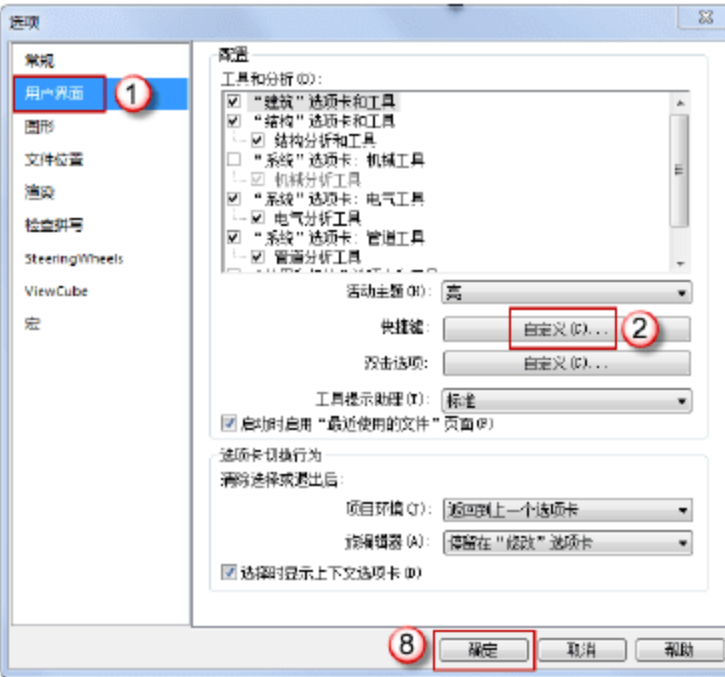 选项
常规
用户界面
1
图形
文件位置
渲染
检查拼写
SteeringWheels
ViewCube
宏
配置
工具和分析(O):
“建筑”选项卡和工具
“结构”选项卡和工具
结构分析和工具
“系统”选项卡: 机械工具
机械分析工具
“系统”选项卡: 电气工具
电气分析工具
“系统”选项卡: 管道工具
管道分析工具
活动主题(H): 亮
快捷键: 自定义(C)... 2
双击选项: 自定义(C)...
工具提示助理(T): 标准
启动时启用“最近使用的文件”页面(F)
选项卡切换行为
清除选择或退出后:
项目环境(J): 返回到上一个选项卡
族编辑器(A): 停留在“修改”选项卡
选择时显示上下文选项卡(D)
8 确定 取消 帮助